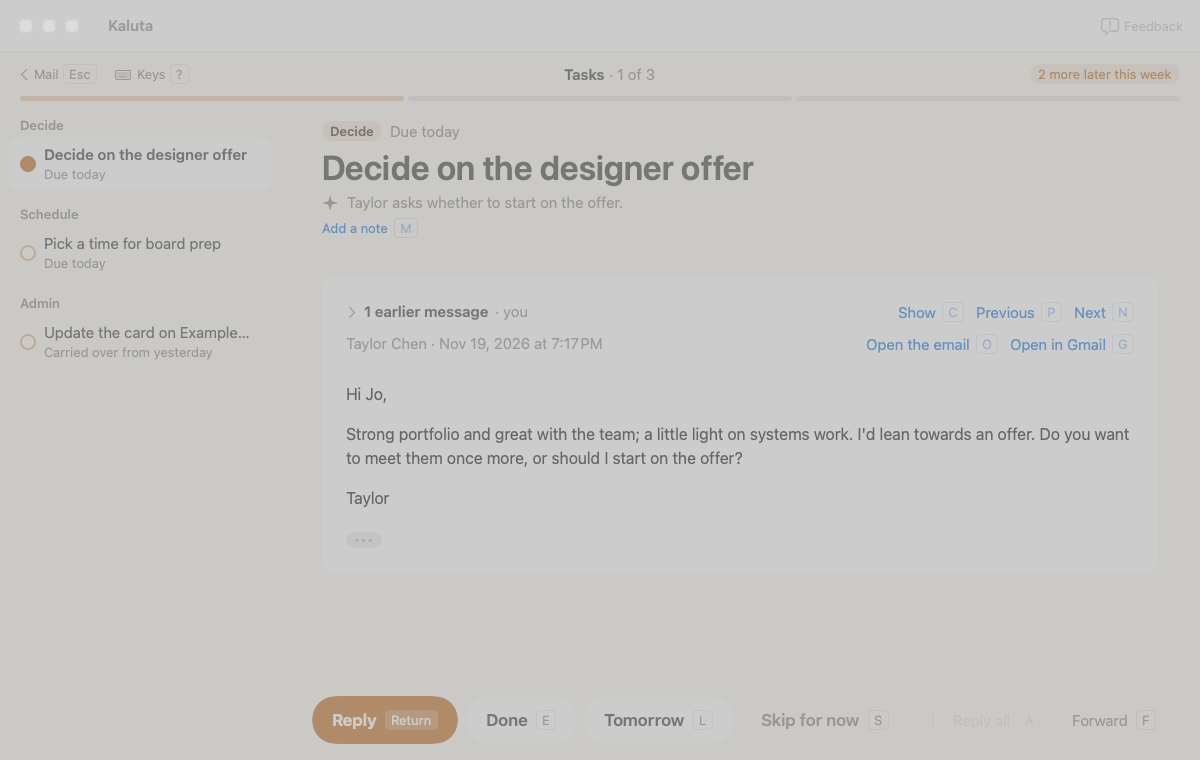 Kaluta
Feedback
Mail Esc
Keys ?
Tasks · 1 of 3
2 more later this week
Decide
Decide on the designer offer
Due today
Schedule
Pick a time for board prep
Due today
Admin
Update the card on Example...
Carried over from yesterday
Decide Due today
Decide on the designer offer
Taylor asks whether to start on the offer.
Add a note M
1 earlier message · you
Show C Previous P Next N
Taylor Chen · Nov 19, 2026 at 7:17 PM
Open the email O Open in Gmail G
Hi Jo,
Strong portfolio and great with the team; a little light on systems work. I'd lean towards an offer. Do you want
to meet them once more, or should I start on the offer?
Taylor
Reply Return
Done E
Tomorrow L
Skip for now S
Reply all A
Forward F